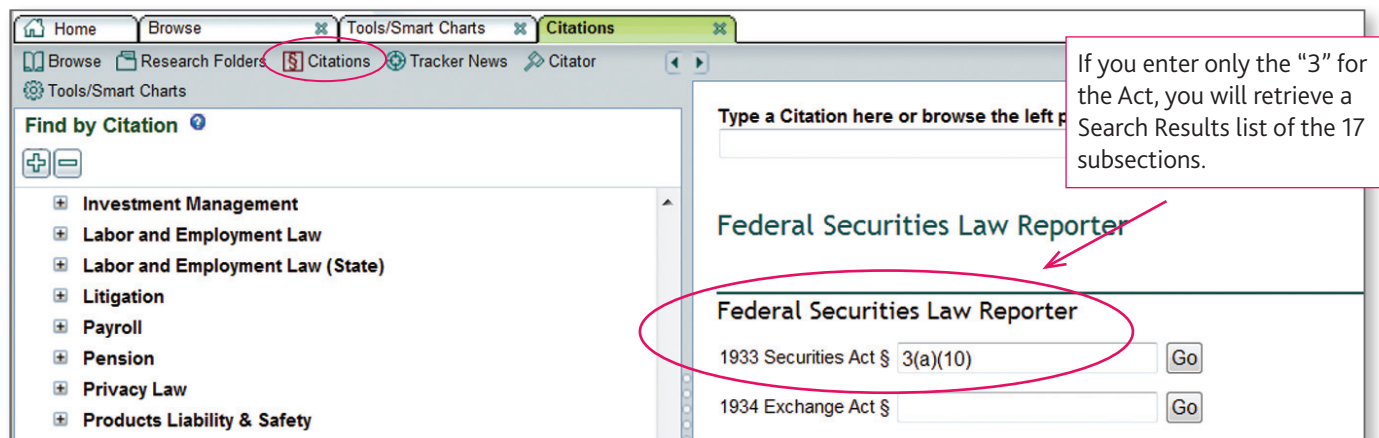 Home Browse Tools/Smart Charts Citations
Browse Research Folders § Citations Tracker News Citator
Tools/Smart Charts
Find by Citation ?
Investment Management
Labor and Employment Law
Labor and Employment Law (State)
Litigation
Payroll
Pension
Privacy Law
Products Liability & Safety
Type a Citation here or browse the left
If you enter only the “3” for
the Act, you will retrieve a
Search Results list of the 17
subsections.
Federal Securities Law Reporter
Federal Securities Law Reporter
1933 Securities Act § 3(a)(10) Go
1934 Exchange Act § Go